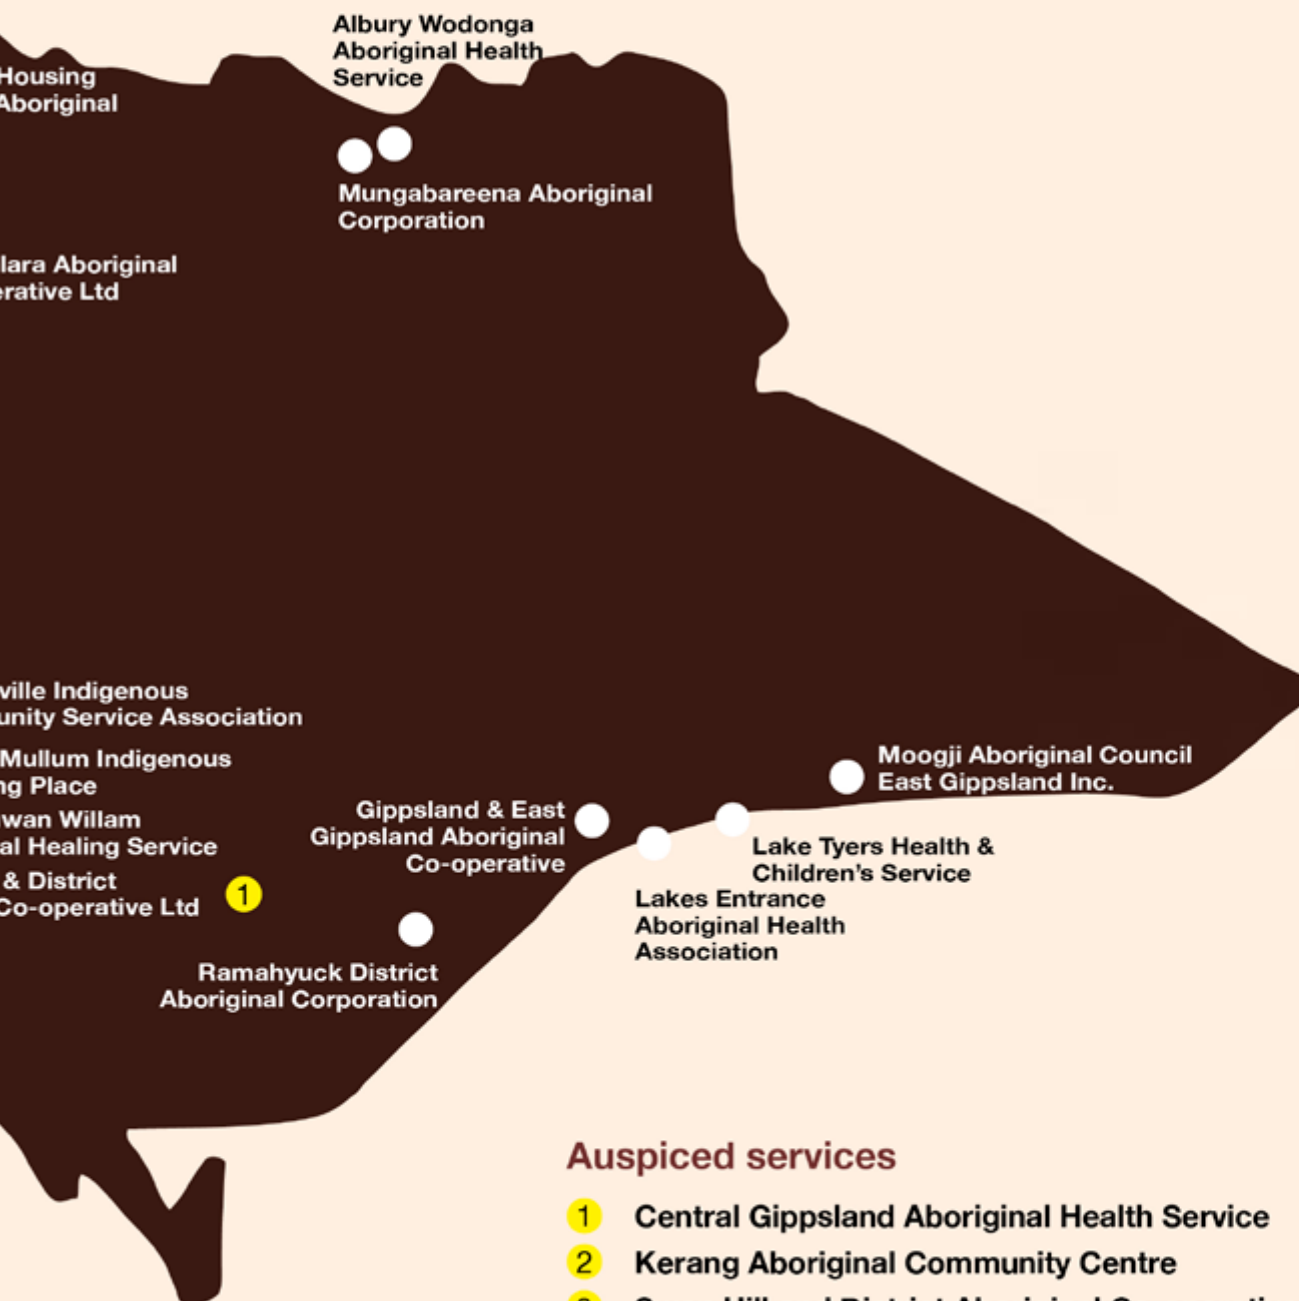 Albury Wodonga
Aboriginal Health
Service
Housing
Aboriginal
Mungabareena Aboriginal
Corporation
lara Aboriginal
erative Ltd
ville Indigenous
unity Service Association
Mullum Indigenous
ng Place
wan Willam
al Healing Service
& District
Co-operative Ltd
1
Gippsland & East
Gippsland Aboriginal
Co-operative
Moogji Aboriginal Council
East Gippsland Inc.
Lake Tyers Health &
Children's Service
Lakes Entrance
Aboriginal Health
Association
Ramahyuck District
Aboriginal Corporation
Auspiced services
1 Central Gippsland Aboriginal Health Service
2 Kerang Aboriginal Community Centre